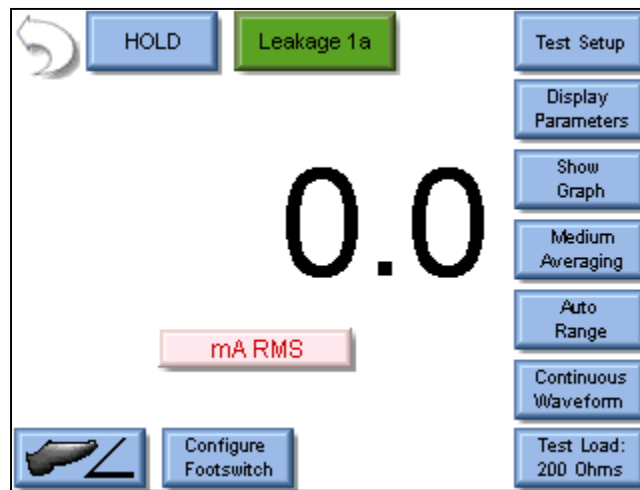 HOLD
Leakage 1a
Test Setup
Display
Parameters
Show
Graph
0.0
Medium
Averaging
Auto
Range
mA RMS
Continuous
Waveform
Configure
Footswitch
Test Load:
200 Ohms